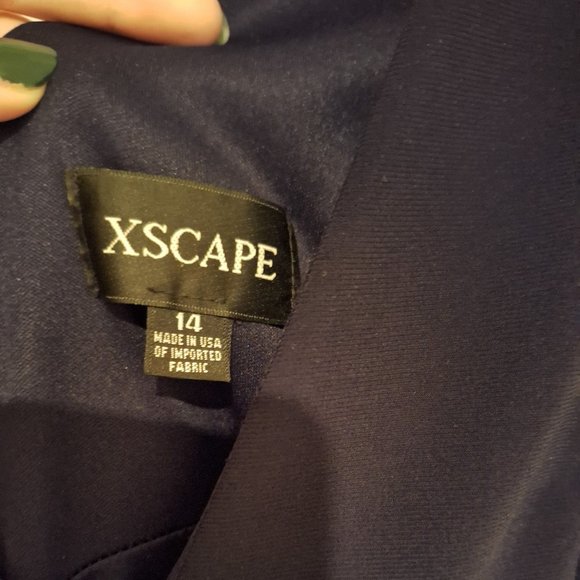 XSCAPE
14
MADE IN USA
OF IMPORTED
FABRIC